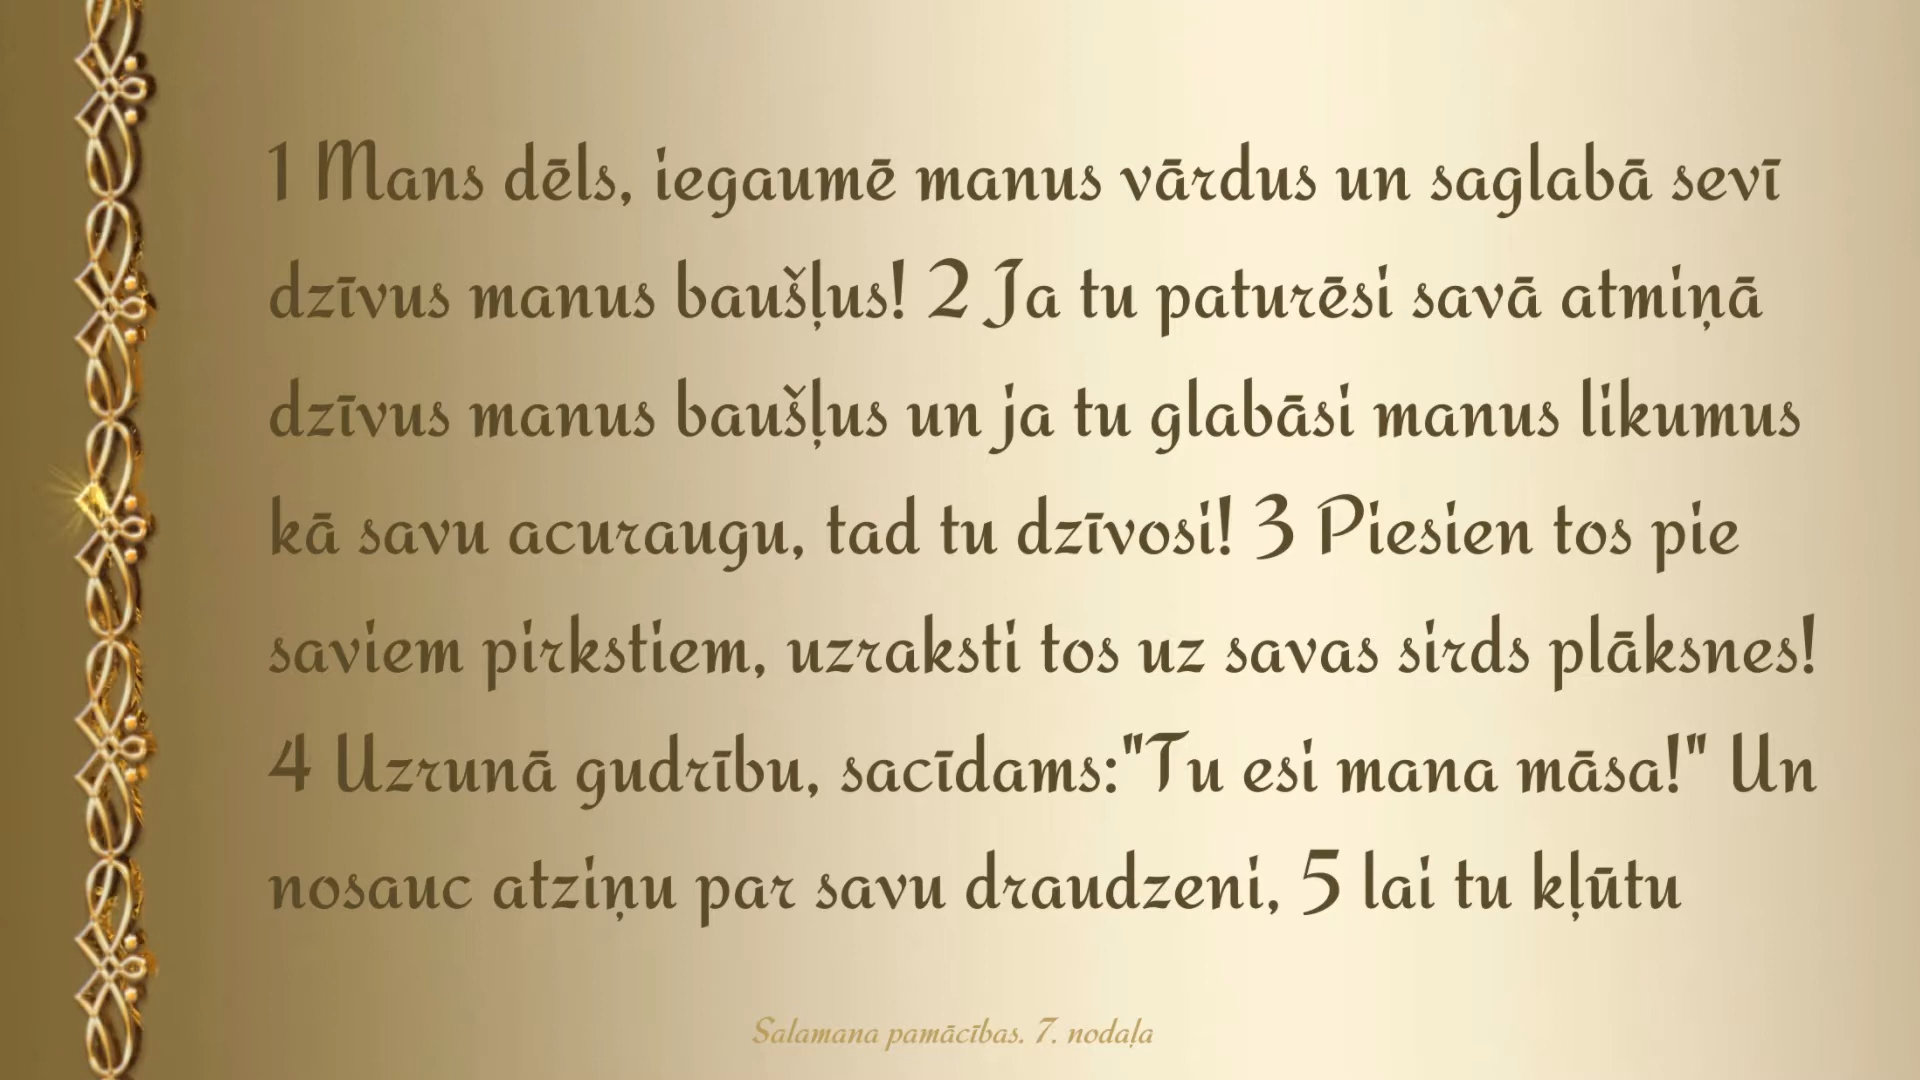 1 Mans dēls, iegaumē manus vārdus un saglabā sevī
dzīvus manus baušļus! 2 Ja tu paturēsi savā atmiņā
dzīvus manus baušļus un ja tu glabāsi manus likumus
kā savu acuraugu, tad tu dzīvosi! 3 Piesien tos pie
saviem pirkstiem, uzraksti tos uz savas sirds plāksnes!
4 Uzrunā gudrību, sacīdams:"Tu esi mana māsa!" Un
nosauc atziņu par savu draudzeni, 5 lai tu kļūtu
Salamana pamācības. 7. nodaļa